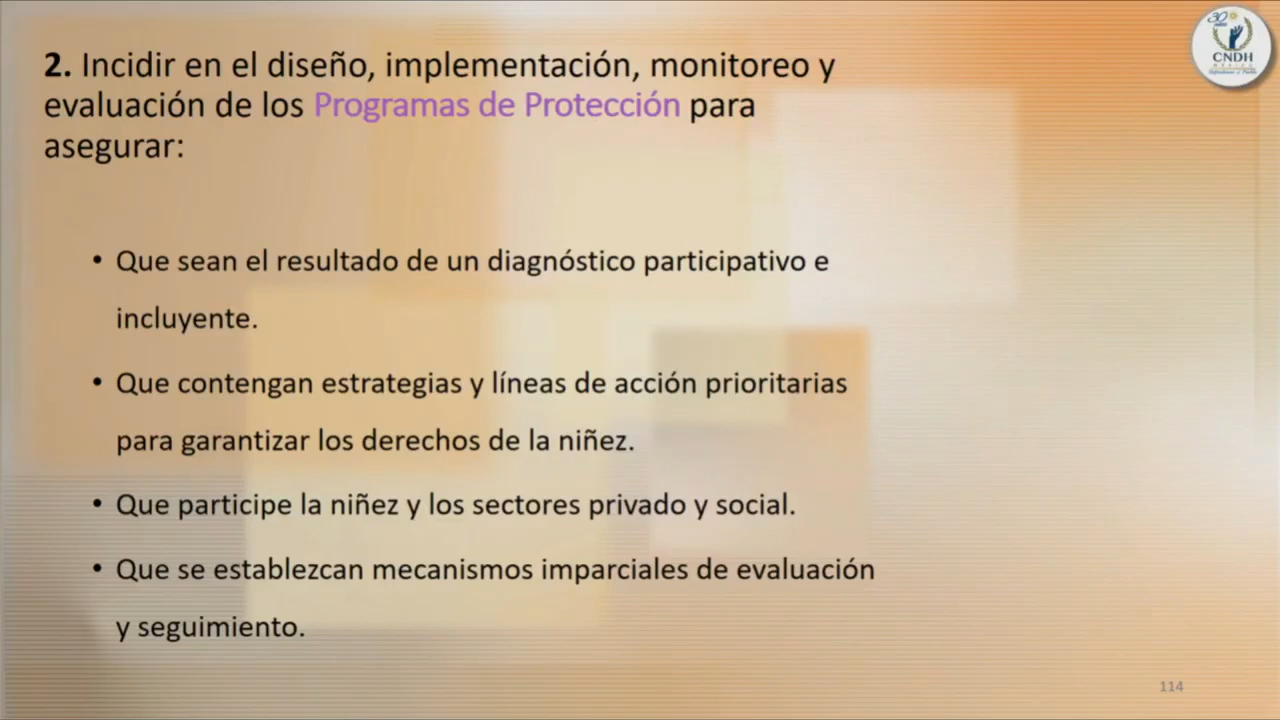 2. Incidir en el diseño, implementación, monitoreo y
evaluación de los Programas de Protección para
asegurar:
• Que sean el resultado de un diagnóstico participativo e
incluyente.
• Que contengan estrategias y líneas de acción prioritarias
para garantizar los derechos de la niñez.
• Que participe la niñez y los sectores privado y social.
• Que se establezcan mecanismos imparciales de evaluación
y seguimiento.
30
CNDH
MÉXICO
114